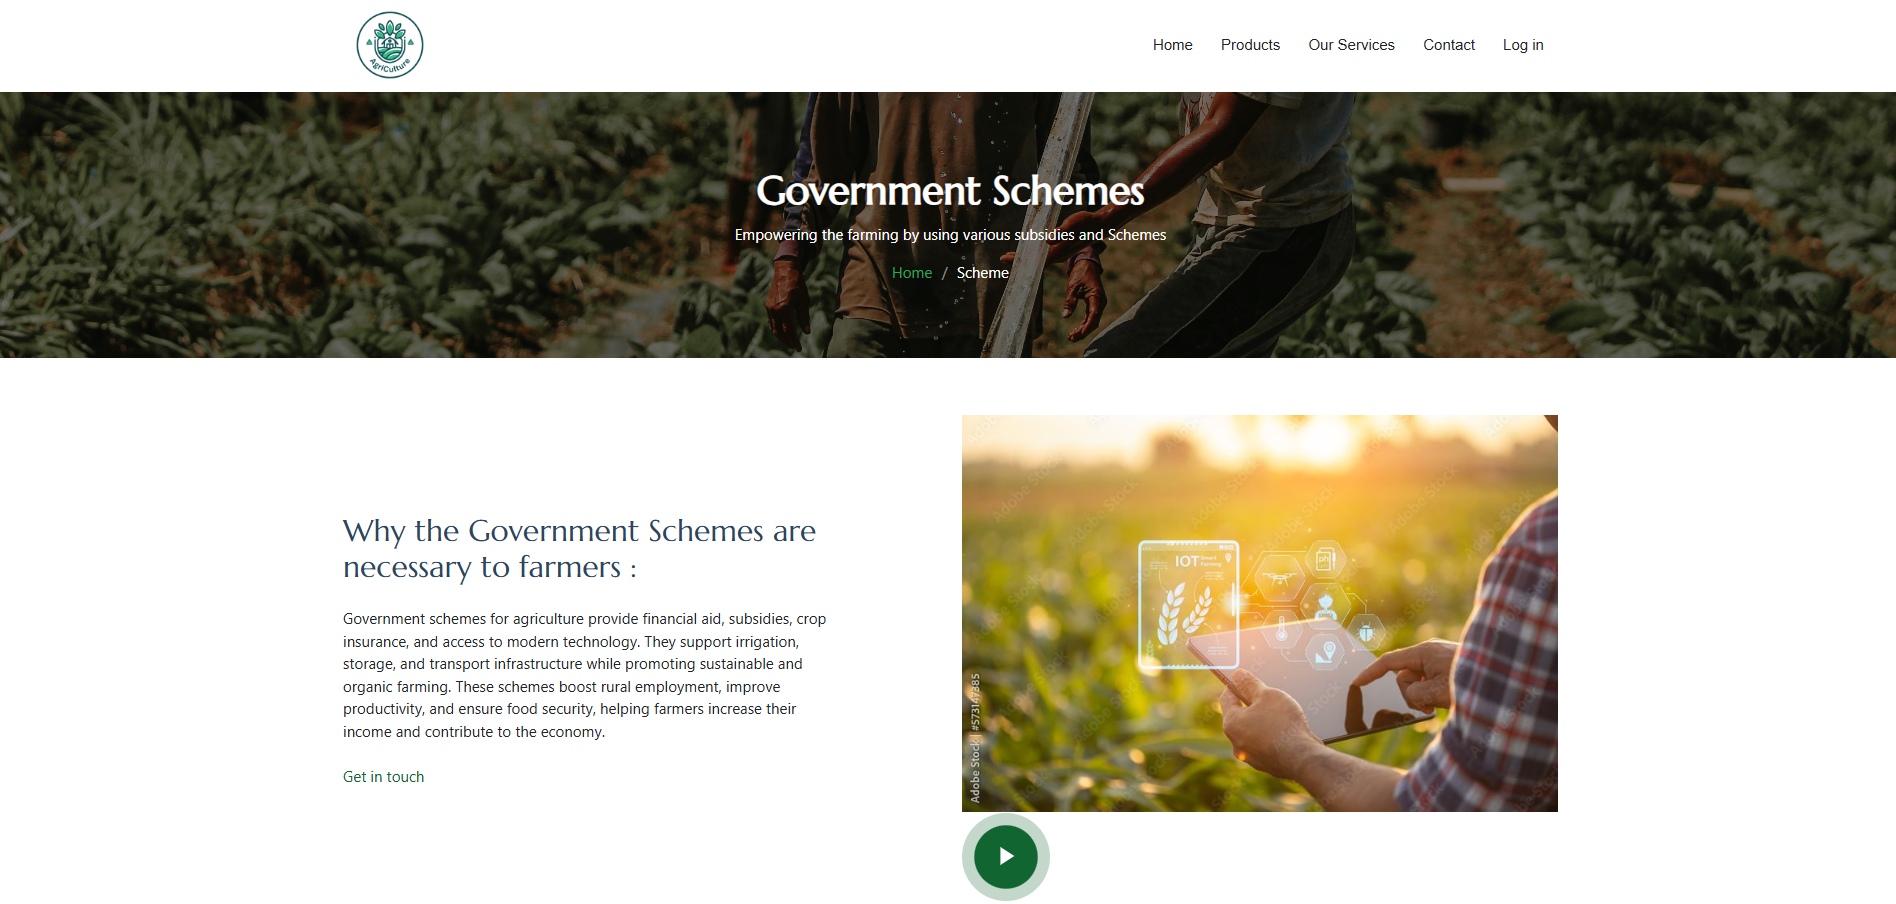 AgriCulture
Home Products Our Services Contact Log in
Government Schemes
Empowering the farming by using various subsidies and Schemes
Home / Scheme
Why the Government Schemes are
necessary to farmers :
Government schemes for agriculture provide financial aid, subsidies, crop
insurance, and access to modern technology. They support irrigation,
storage, and transport infrastructure while promoting sustainable and
organic farming. These schemes boost rural employment, improve
productivity, and ensure food security, helping farmers increase their
income and contribute to the economy.
Get in touch
IOT Smart
Farming
ph
Adobe Stock | #573147385